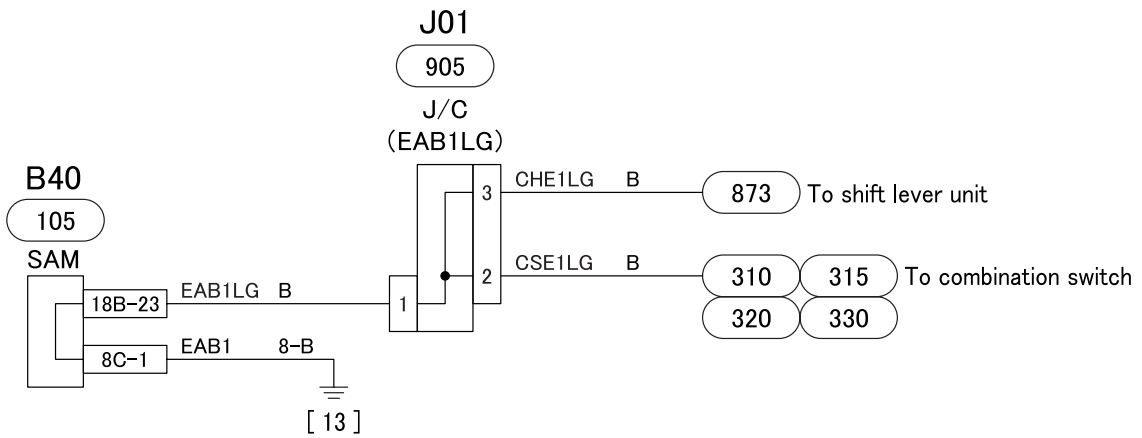 J01
905
J/C
(EAB1LG)
B40
105
SAM
3 CHE1LG B 873 To shift lever unit
2 CSE1LG B 310 315 To combination switch
320 330
18B-23 EAB1LG B 1
8C-1 EAB1 8-B
[ 13 ]